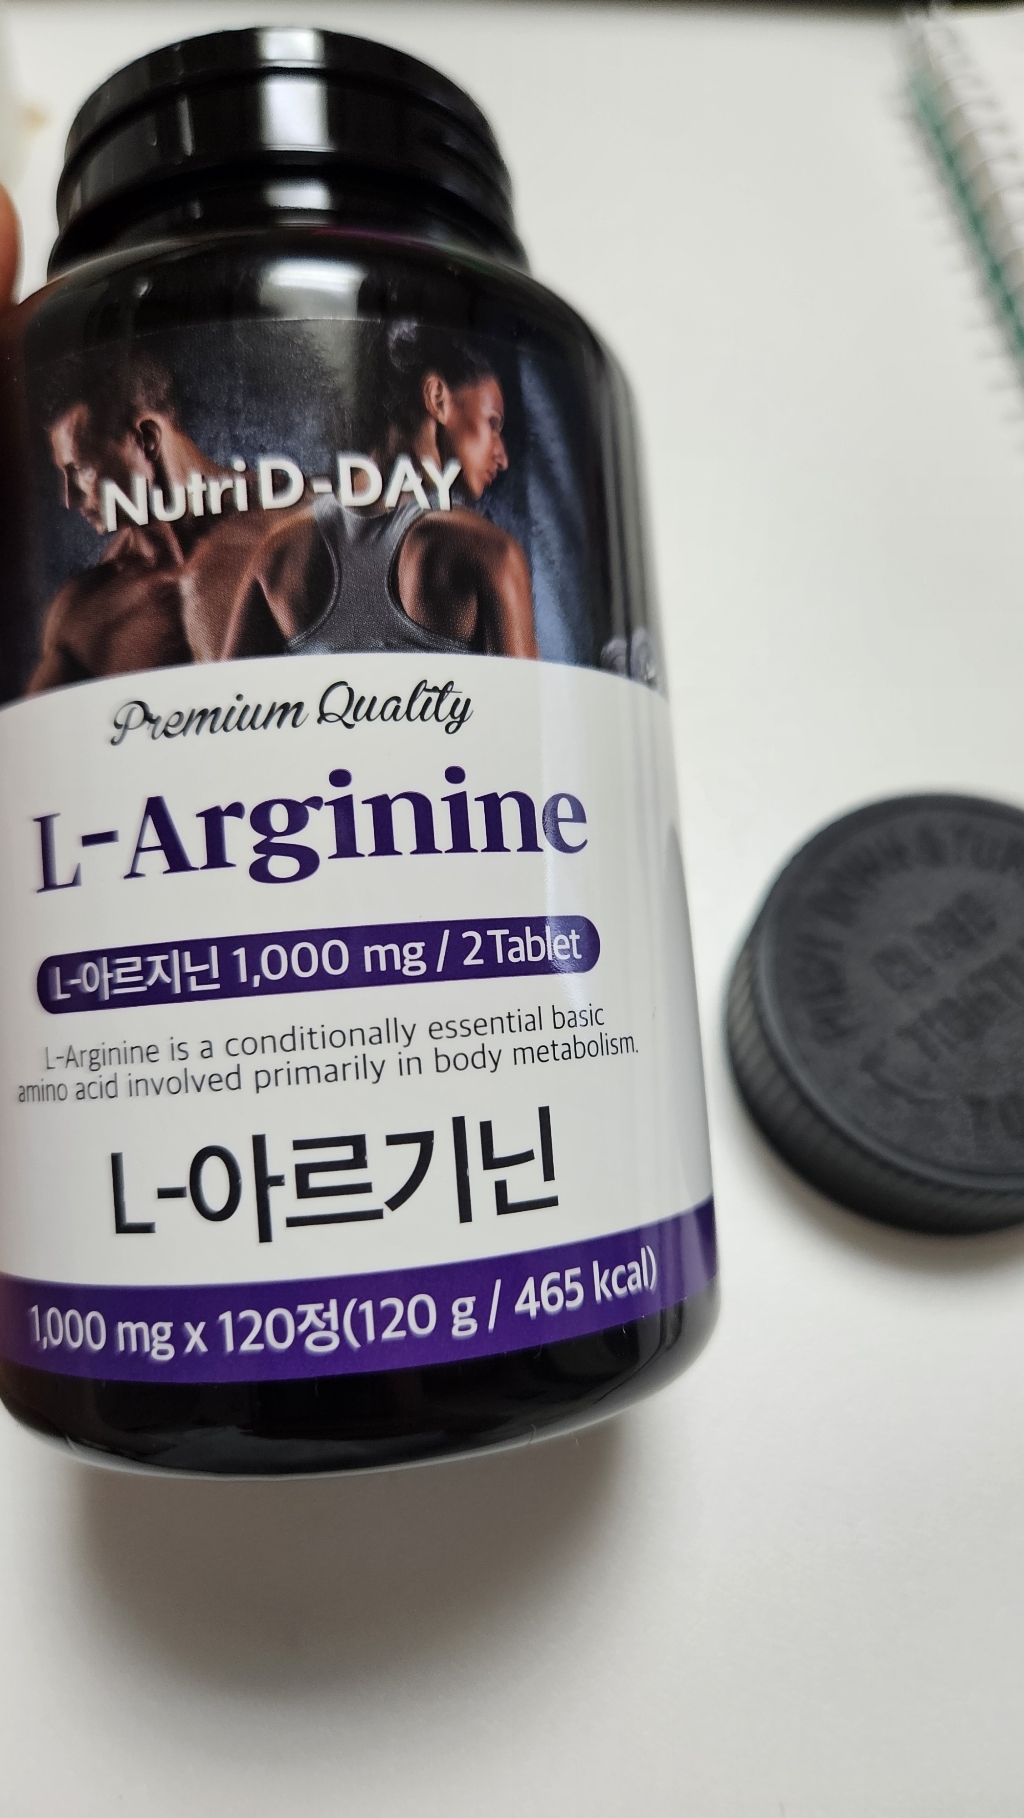 Nutri D-DAY
Premium Quality
L-Arginine
L-아르지닌 1,000 mg / 2 Tablet
L-Arginine is a conditionally essential basic
amino acid involved primarily in body metabolism.
L-아르기닌
1,000 mg x 120정(120 g / 465 kcal)